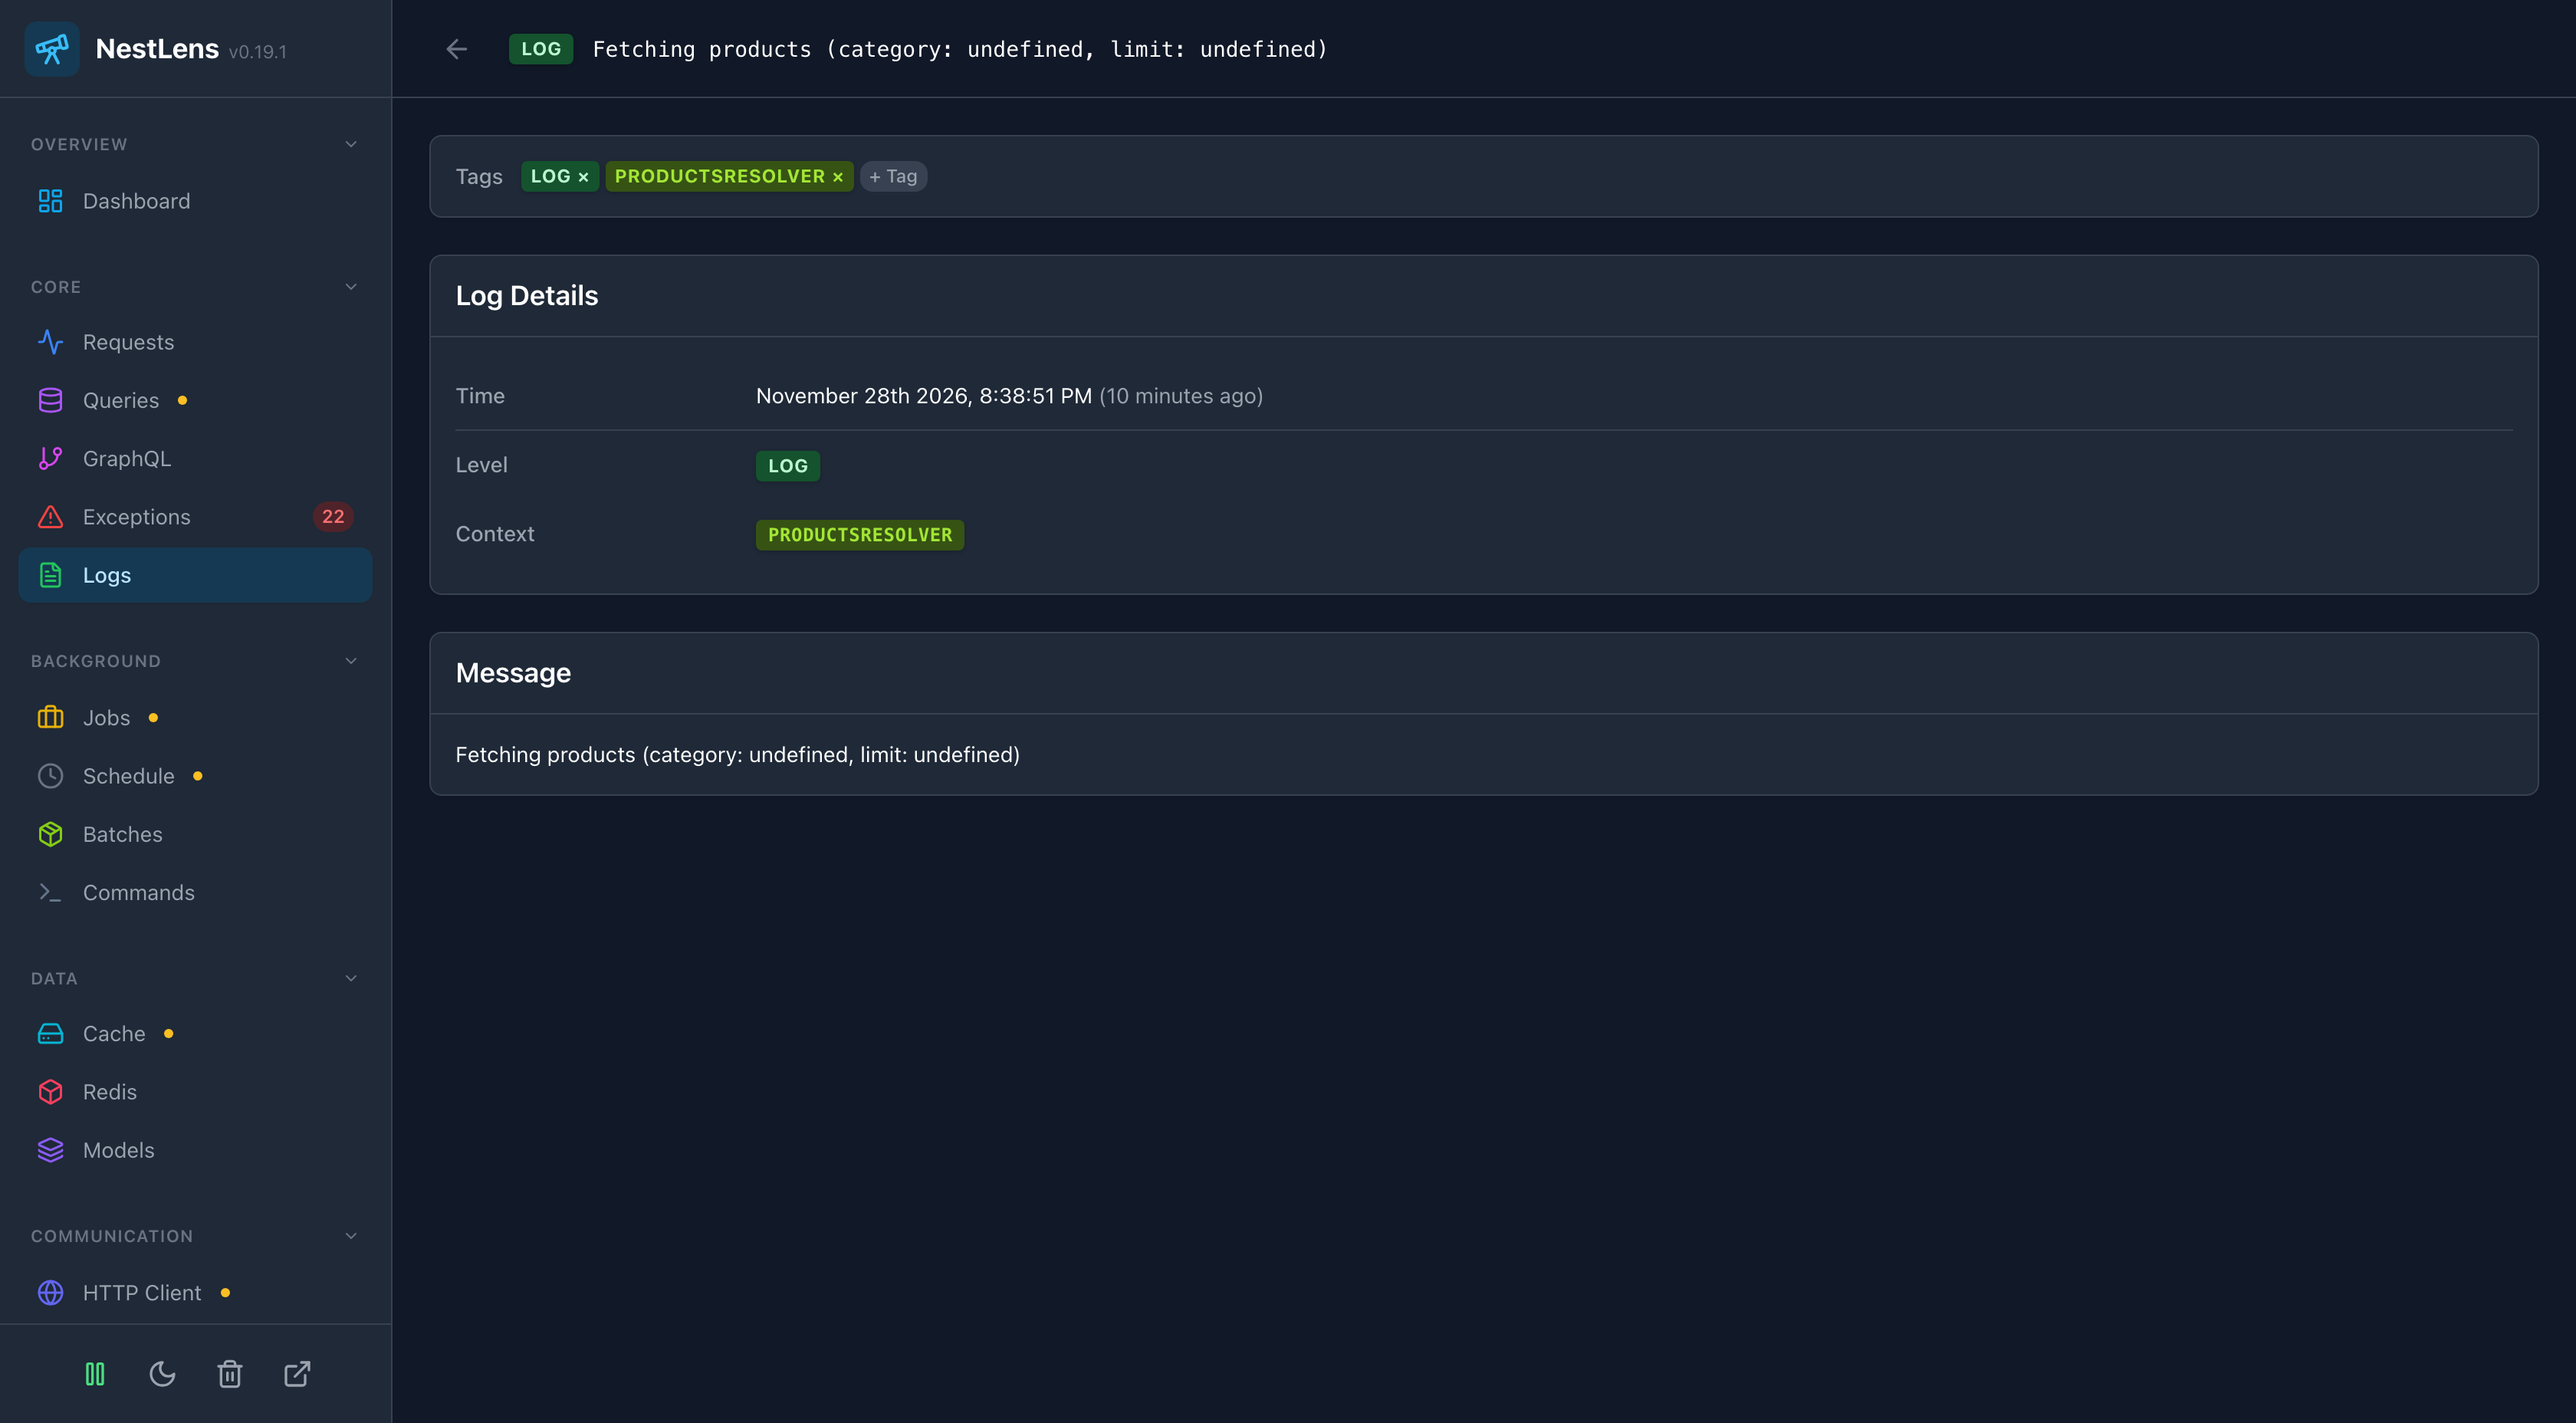 NestLens v0.19.1
OVERVIEW
Dashboard
CORE
Requests
Queries
GraphQL
Exceptions 22
Logs
BACKGROUND
Jobs
Schedule
Batches
Commands
DATA
Cache
Redis
Models
COMMUNICATION
HTTP Client
LOG Fetching products (category: undefined, limit: undefined)
Tags LOG × PRODUCTSRESOLVER × + Tag
Log Details
Time November 28th 2026, 8:38:51 PM (10 minutes ago)
Level LOG
Context PRODUCTSRESOLVER
Message
Fetching products (category: undefined, limit: undefined)